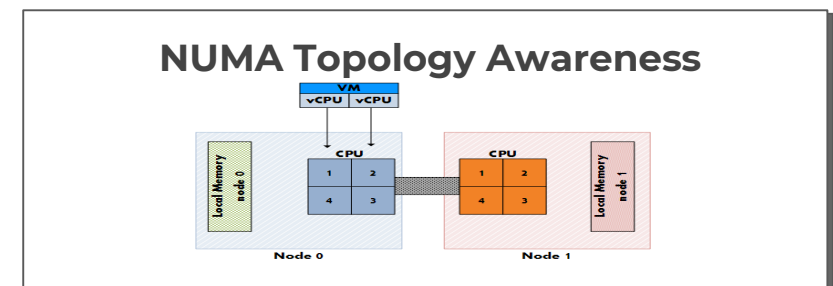 NUMA Topology Awareness
VM
vCPU vCPU
Local Memory
node 0
CPU
1 2
4 3
CPU
1 2
4 3
Local Memory
node 1
Node 0
Node 1